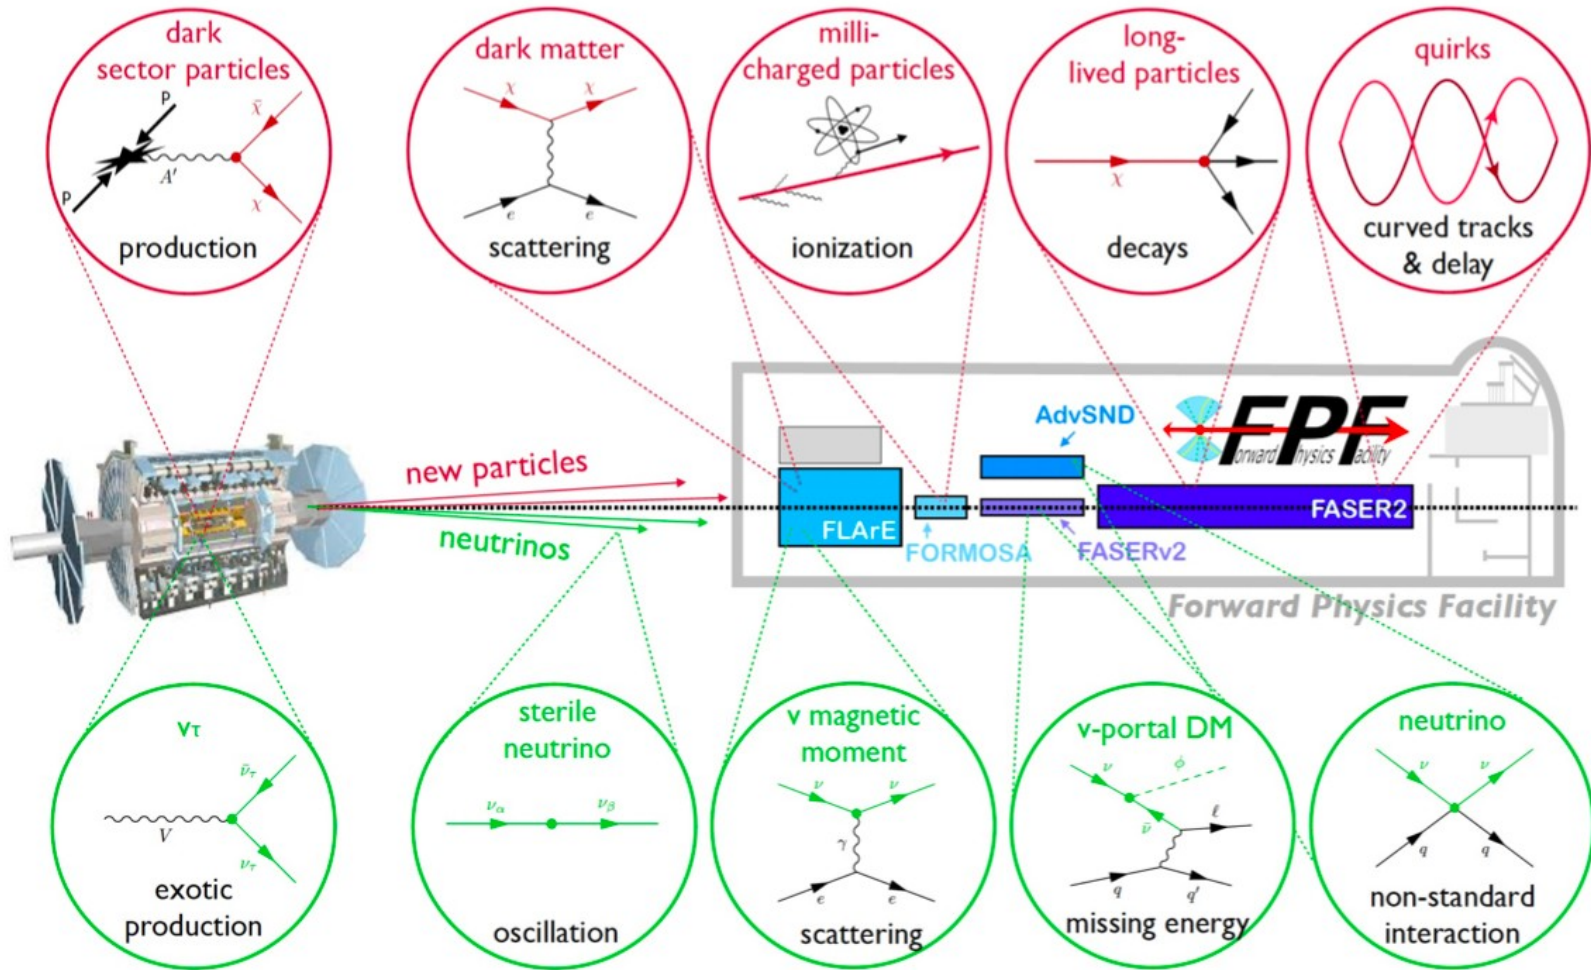 dark
sector particles
p
χ̄
A′
p
χ
production
dark matter
χ χ
e e
scattering
milli-
charged particles
ionization
long-
lived particles
χ
decays
quirks
curved tracks
& delay
new particles
neutrinos
AdvSND
FPF
Forward Physics Facility
FLArE
FORMOSA
FASERν2
FASER2
Forward Physics Facility
ντ
ν̄τ
V
ντ
exotic
production
sterile
neutrino
να νβ
oscillation
ν magnetic
moment
ν ν
γ
e e
scattering
ν-portal DM
ν ϕ
ν̄ ℓ
q q′
missing energy
neutrino
ν ν
q q
non-standard
interaction